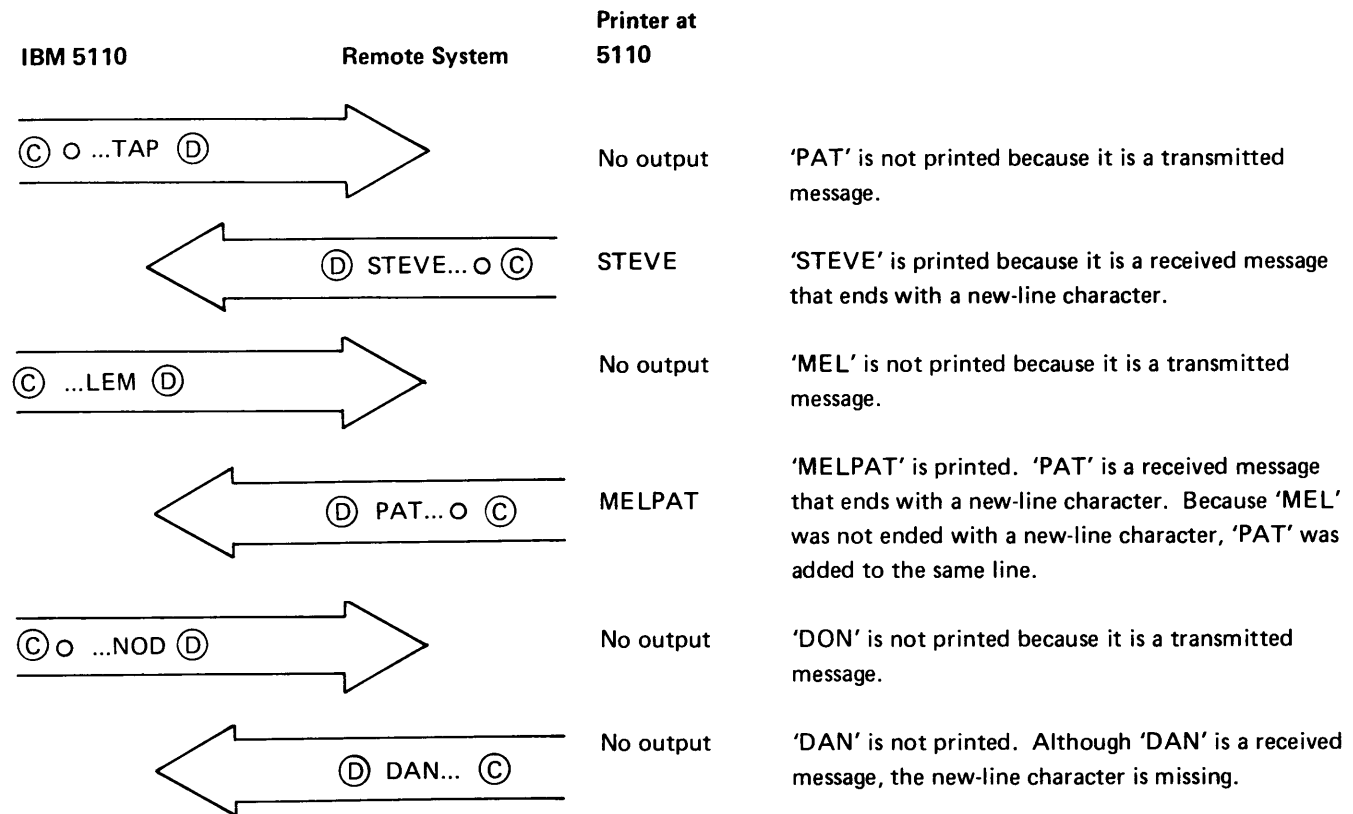 IBM 5110 Remote System Printer at
5110
Ⓒ o ...TAP Ⓓ No output 'PAT' is not printed because it is a transmitted
message.
Ⓓ STEVE... o Ⓒ STEVE 'STEVE' is printed because it is a received message
that ends with a new-line character.
Ⓒ ...LEM Ⓓ No output 'MEL' is not printed because it is a transmitted
message.
Ⓓ PAT... o Ⓒ MELPAT 'MELPAT' is printed. 'PAT' is a received message
that ends with a new-line character. Because 'MEL'
was not ended with a new-line character, 'PAT' was
added to the same line.
Ⓒ o ...NOD Ⓓ No output 'DON' is not printed because it is a transmitted
message.
Ⓓ DAN... Ⓒ No output 'DAN' is not printed. Although 'DAN' is a received
message, the new-line character is missing.